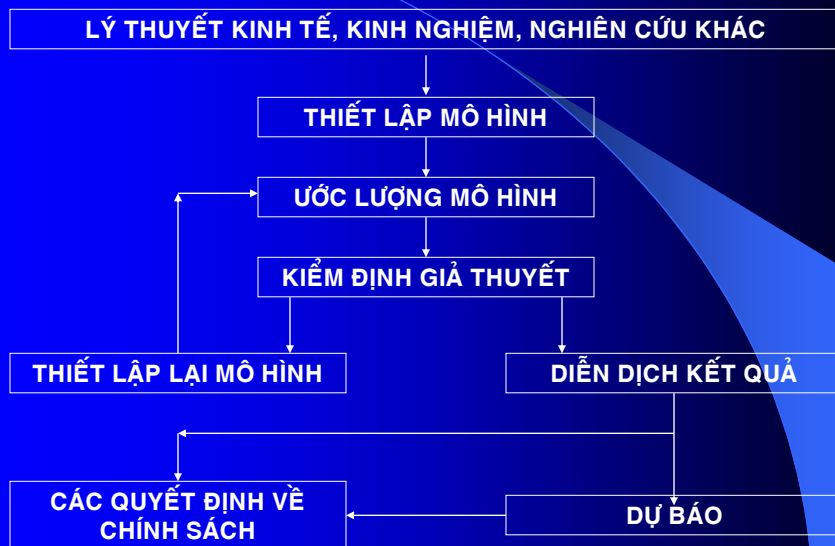 LÝ THUYẾT KINH TẾ, KINH NGHIỆM, NGHIÊN CỨU KHÁC
THIẾT LẬP MÔ HÌNH
ƯỚC LƯỢNG MÔ HÌNH
KIỂM ĐỊNH GIẢ THUYẾT
THIẾT LẬP LẠI MÔ HÌNH
DIỄN DỊCH KẾT QUẢ
CÁC QUYẾT ĐỊNH VỀ
CHÍNH SÁCH
DỰ BÁO